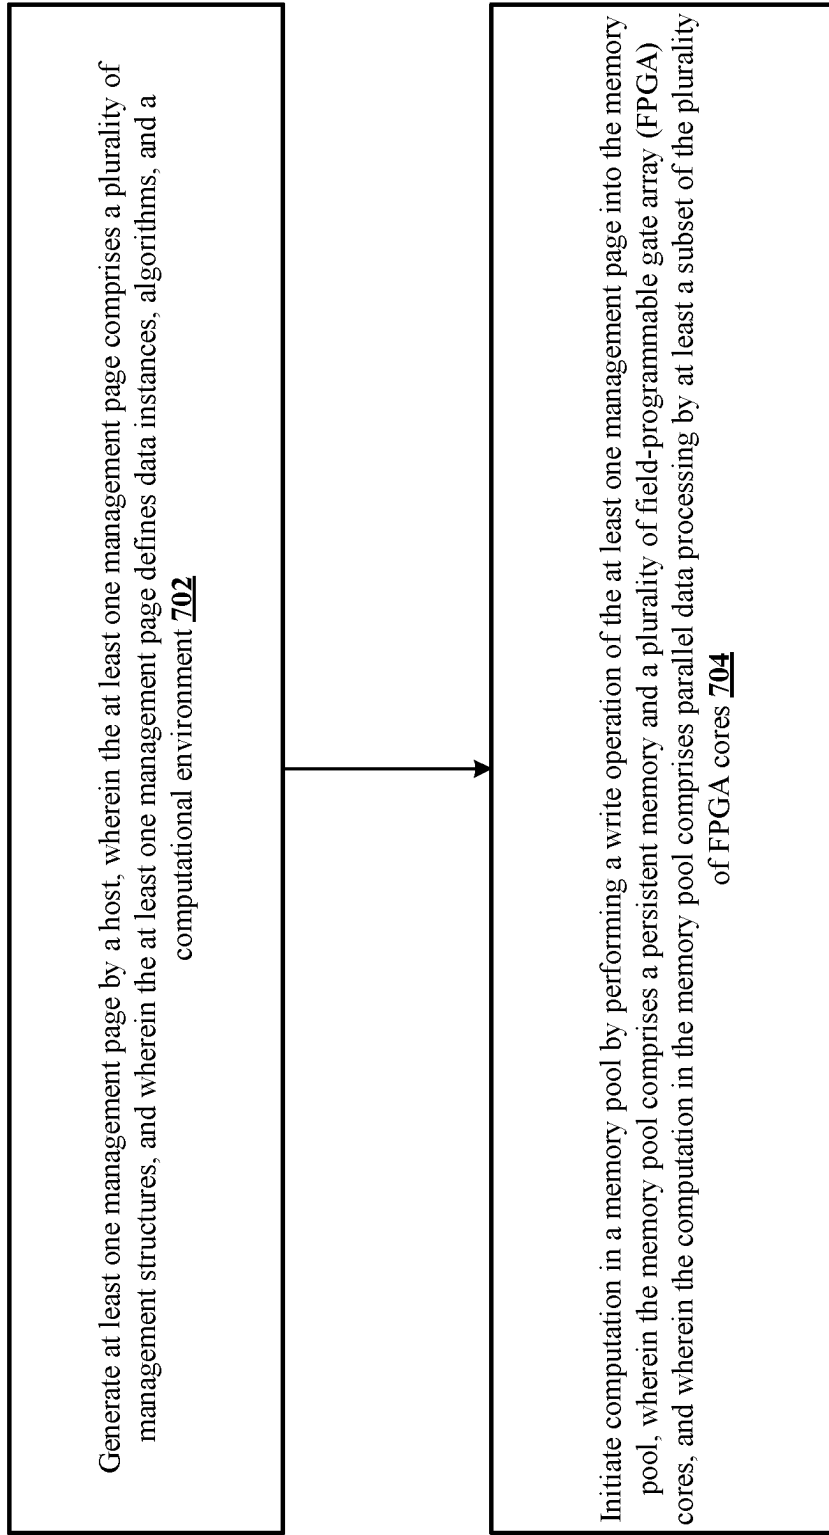 Generate at least one management page by a host, wherein the at least one management page comprises a plurality of
management structures, and wherein the at least one management page defines data instances, algorithms, and a
computational environment 702
Initiate computation in a memory pool by performing a write operation of the at least one management page into the memory
pool, wherein the memory pool comprises a persistent memory and a plurality of field-programmable gate array (FPGA)
cores, and wherein the computation in the memory pool comprises parallel data processing by at least a subset of the plurality
of FPGA cores 704